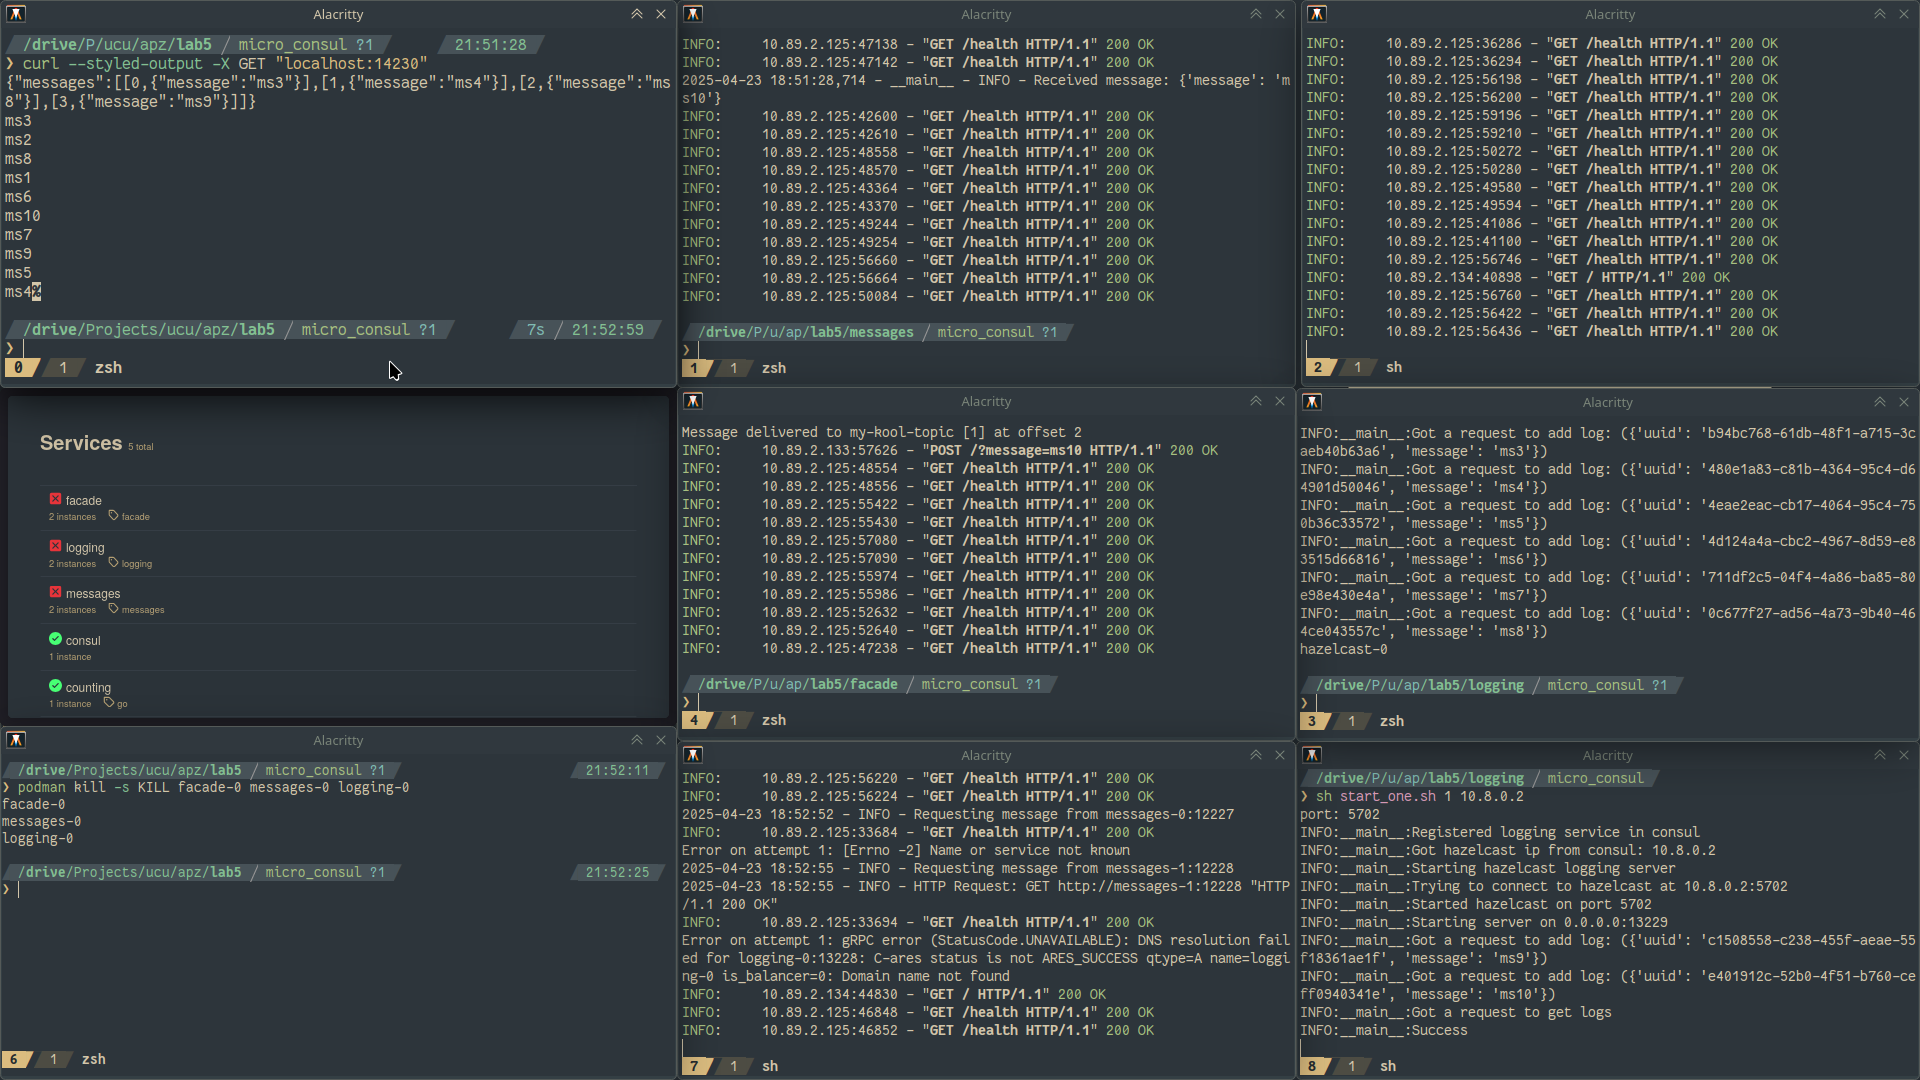 Alacritty
/drive/P/ucu/apz/lab5 / micro_consul ?1 21:51:28
❯ curl --styled-output -X GET "localhost:14230"
{"messages":[[0,{"message":"ms3"}],[1,{"message":"ms4"}],[2,{"message":"ms
8"}],[3,{"message":"ms9"}]]}
ms3
ms2
ms8
ms1
ms6
ms10
ms7
ms9
ms5
ms4%
/drive/Projects/ucu/apz/lab5 / micro_consul ?1 7s / 21:52:59
❯
0 1 zsh
Alacritty
INFO: 10.89.2.125:47138 - "GET /health HTTP/1.1" 200 OK
INFO: 10.89.2.125:47142 - "GET /health HTTP/1.1" 200 OK
2025-04-23 18:51:28,714 - __main__ - INFO - Received message: {'message': 'm
s10'}
INFO: 10.89.2.125:42600 - "GET /health HTTP/1.1" 200 OK
INFO: 10.89.2.125:42610 - "GET /health HTTP/1.1" 200 OK
INFO: 10.89.2.125:48558 - "GET /health HTTP/1.1" 200 OK
INFO: 10.89.2.125:48570 - "GET /health HTTP/1.1" 200 OK
INFO: 10.89.2.125:43364 - "GET /health HTTP/1.1" 200 OK
INFO: 10.89.2.125:43370 - "GET /health HTTP/1.1" 200 OK
INFO: 10.89.2.125:49244 - "GET /health HTTP/1.1" 200 OK
INFO: 10.89.2.125:49254 - "GET /health HTTP/1.1" 200 OK
INFO: 10.89.2.125:56660 - "GET /health HTTP/1.1" 200 OK
INFO: 10.89.2.125:56664 - "GET /health HTTP/1.1" 200 OK
INFO: 10.89.2.125:50084 - "GET /health HTTP/1.1" 200 OK
/drive/P/u/ap/lab5/messages / micro_consul ?1
❯
1 1 zsh
Alacritty
INFO: 10.89.2.125:36286 - "GET /health HTTP/1.1" 200 OK
INFO: 10.89.2.125:36294 - "GET /health HTTP/1.1" 200 OK
INFO: 10.89.2.125:56198 - "GET /health HTTP/1.1" 200 OK
INFO: 10.89.2.125:56200 - "GET /health HTTP/1.1" 200 OK
INFO: 10.89.2.125:59196 - "GET /health HTTP/1.1" 200 OK
INFO: 10.89.2.125:59210 - "GET /health HTTP/1.1" 200 OK
INFO: 10.89.2.125:50272 - "GET /health HTTP/1.1" 200 OK
INFO: 10.89.2.125:50280 - "GET /health HTTP/1.1" 200 OK
INFO: 10.89.2.125:49580 - "GET /health HTTP/1.1" 200 OK
INFO: 10.89.2.125:49594 - "GET /health HTTP/1.1" 200 OK
INFO: 10.89.2.125:41086 - "GET /health HTTP/1.1" 200 OK
INFO: 10.89.2.125:41100 - "GET /health HTTP/1.1" 200 OK
INFO: 10.89.2.125:56746 - "GET /health HTTP/1.1" 200 OK
INFO: 10.89.2.134:40898 - "GET / HTTP/1.1" 200 OK
INFO: 10.89.2.125:56760 - "GET /health HTTP/1.1" 200 OK
INFO: 10.89.2.125:56422 - "GET /health HTTP/1.1" 200 OK
INFO: 10.89.2.125:56436 - "GET /health HTTP/1.1" 200 OK
2 1 sh
Services 5 total
facade
2 instances facade
logging
2 instances logging
messages
2 instances messages
consul
1 instance
counting
1 instance go
Alacritty
Message delivered to my-kool-topic [1] at offset 2
INFO: 10.89.2.133:57626 - "POST /?message=ms10 HTTP/1.1" 200 OK
INFO: 10.89.2.125:48554 - "GET /health HTTP/1.1" 200 OK
INFO: 10.89.2.125:48556 - "GET /health HTTP/1.1" 200 OK
INFO: 10.89.2.125:55422 - "GET /health HTTP/1.1" 200 OK
INFO: 10.89.2.125:55430 - "GET /health HTTP/1.1" 200 OK
INFO: 10.89.2.125:57080 - "GET /health HTTP/1.1" 200 OK
INFO: 10.89.2.125:57090 - "GET /health HTTP/1.1" 200 OK
INFO: 10.89.2.125:55974 - "GET /health HTTP/1.1" 200 OK
INFO: 10.89.2.125:55986 - "GET /health HTTP/1.1" 200 OK
INFO: 10.89.2.125:52632 - "GET /health HTTP/1.1" 200 OK
INFO: 10.89.2.125:52640 - "GET /health HTTP/1.1" 200 OK
INFO: 10.89.2.125:47238 - "GET /health HTTP/1.1" 200 OK
/drive/P/u/ap/lab5/facade / micro_consul ?1
❯
4 1 zsh
Alacritty
INFO:__main__:Got a request to add log: ({'uuid': 'b94bc768-61db-48f1-a715-3c
aeb40b63a6', 'message': 'ms3'})
INFO:__main__:Got a request to add log: ({'uuid': '480e1a83-c81b-4364-95c4-d6
4901d50046', 'message': 'ms4'})
INFO:__main__:Got a request to add log: ({'uuid': '4eae2eac-cb17-4064-95c4-75
0b36c33572', 'message': 'ms5'})
INFO:__main__:Got a request to add log: ({'uuid': '4d124a4a-cbc2-4967-8d59-e8
3515d66816', 'message': 'ms6'})
INFO:__main__:Got a request to add log: ({'uuid': '711df2c5-04f4-4a86-ba85-80
e98e430e4a', 'message': 'ms7'})
INFO:__main__:Got a request to add log: ({'uuid': '0c677f27-ad56-4a73-9b40-46
4ce043557c', 'message': 'ms8'})
hazelcast-0
/drive/P/u/ap/lab5/logging / micro_consul ?1
❯
3 1 zsh
Alacritty
/drive/Projects/ucu/apz/lab5 / micro_consul ?1 21:52:11
❯ podman kill -s KILL facade-0 messages-0 logging-0
facade-0
messages-0
logging-0
/drive/Projects/ucu/apz/lab5 / micro_consul ?1 21:52:25
❯
6 1 zsh
Alacritty
INFO: 10.89.2.125:56220 - "GET /health HTTP/1.1" 200 OK
INFO: 10.89.2.125:56224 - "GET /health HTTP/1.1" 200 OK
2025-04-23 18:52:52 - INFO - Requesting message from messages-0:12227
INFO: 10.89.2.125:33684 - "GET /health HTTP/1.1" 200 OK
Error on attempt 1: [Errno -2] Name or service not known
2025-04-23 18:52:55 - INFO - Requesting message from messages-1:12228
2025-04-23 18:52:55 - INFO - HTTP Request: GET http://messages-1:12228 "HTTP
/1.1 200 OK"
INFO: 10.89.2.125:33694 - "GET /health HTTP/1.1" 200 OK
Error on attempt 1: gRPC error (StatusCode.UNAVAILABLE): DNS resolution fail
ed for logging-0:13228: C-ares status is not ARES_SUCCESS qtype=A name=loggi
ng-0 is_balancer=0: Domain name not found
INFO: 10.89.2.134:44830 - "GET / HTTP/1.1" 200 OK
INFO: 10.89.2.125:46848 - "GET /health HTTP/1.1" 200 OK
INFO: 10.89.2.125:46852 - "GET /health HTTP/1.1" 200 OK
7 1 sh
Alacritty
/drive/P/u/ap/lab5/logging / micro_consul
❯ sh start_one.sh 1 10.8.0.2
port: 5702
INFO:__main__:Registered logging service in consul
INFO:__main__:Got hazelcast ip from consul: 10.8.0.2
INFO:__main__:Starting hazelcast logging server
INFO:__main__:Trying to connect to hazelcast at 10.8.0.2:5702
INFO:__main__:Started hazelcast on port 5702
INFO:__main__:Starting server on 0.0.0.0:13229
INFO:__main__:Got a request to add log: ({'uuid': 'c1508558-c238-455f-aeae-55
f18361ae1f', 'message': 'ms9'})
INFO:__main__:Got a request to add log: ({'uuid': 'e401912c-52b0-4f51-b760-ce
ff0940341e', 'message': 'ms10'})
INFO:__main__:Got a request to get logs
INFO:__main__:Success
8 1 sh